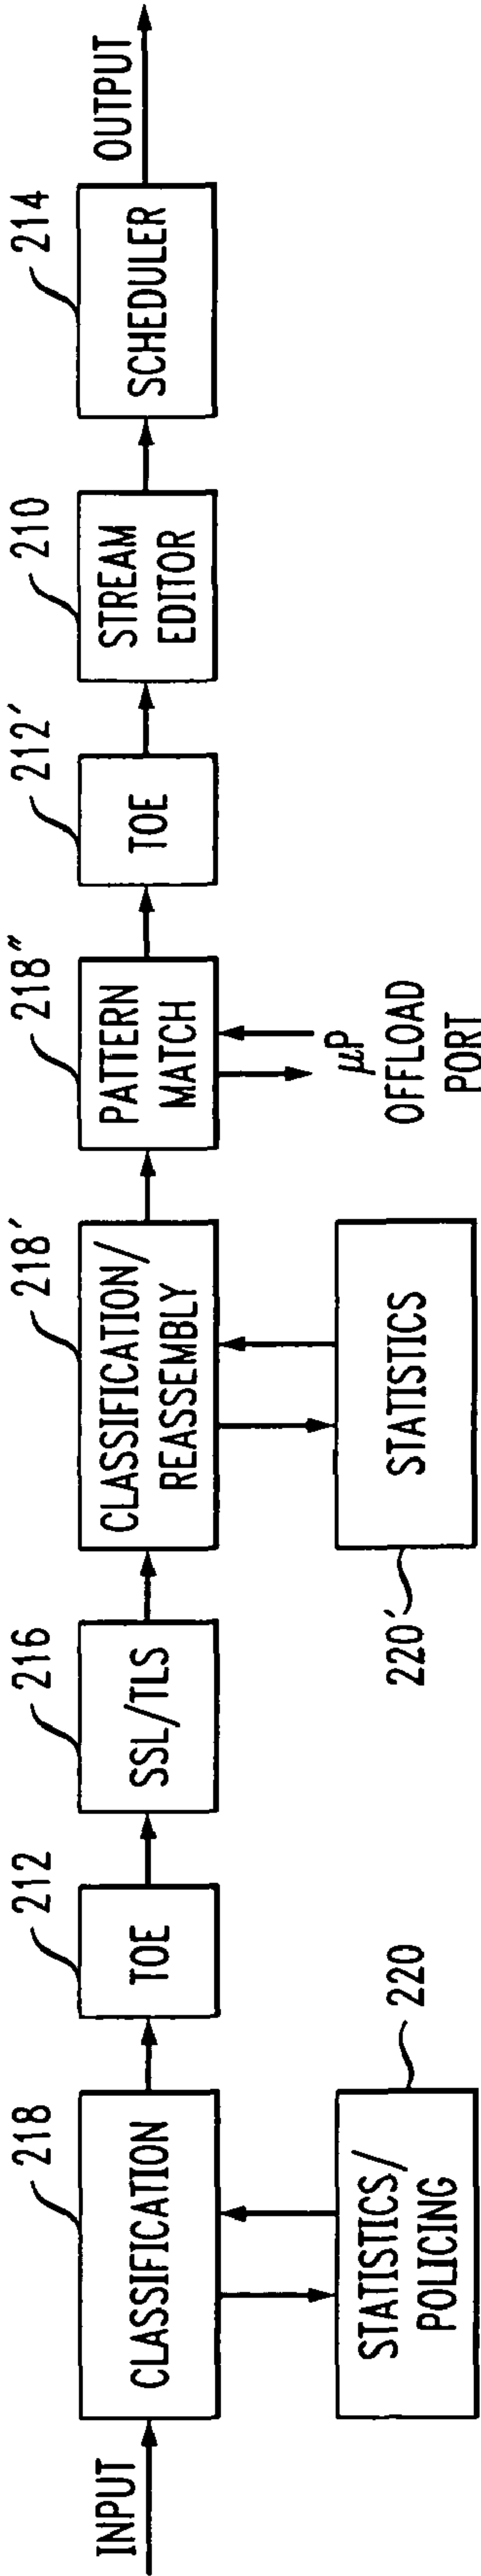 INPUT
218
CLASSIFICATION
STATISTICS/
POLICING
220
212
TOE
216
SSL/TLS
218′
CLASSIFICATION/
REASSEMBLY
STATISTICS
220′
218″
PATTERN
MATCH
μP
OFFLOAD
PORT
212′
TOE
210
STREAM
EDITOR
214
SCHEDULER
OUTPUT